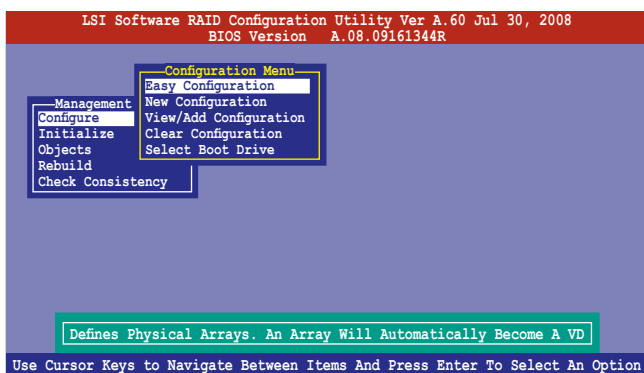 LSI Software RAID Configuration Utility Ver A.60 Jul 30, 2008
BIOS Version A.08.09161344R
Configuration Menu
Easy Configuration
New Configuration
View/Add Configuration
Clear Configuration
Select Boot Drive
Management
Configure
Initialize
Objects
Rebuild
Check Consistency
Defines Physical Arrays. An Array Will Automatically Become A VD
Use Cursor Keys to Navigate Between Items And Press Enter To Select An Option